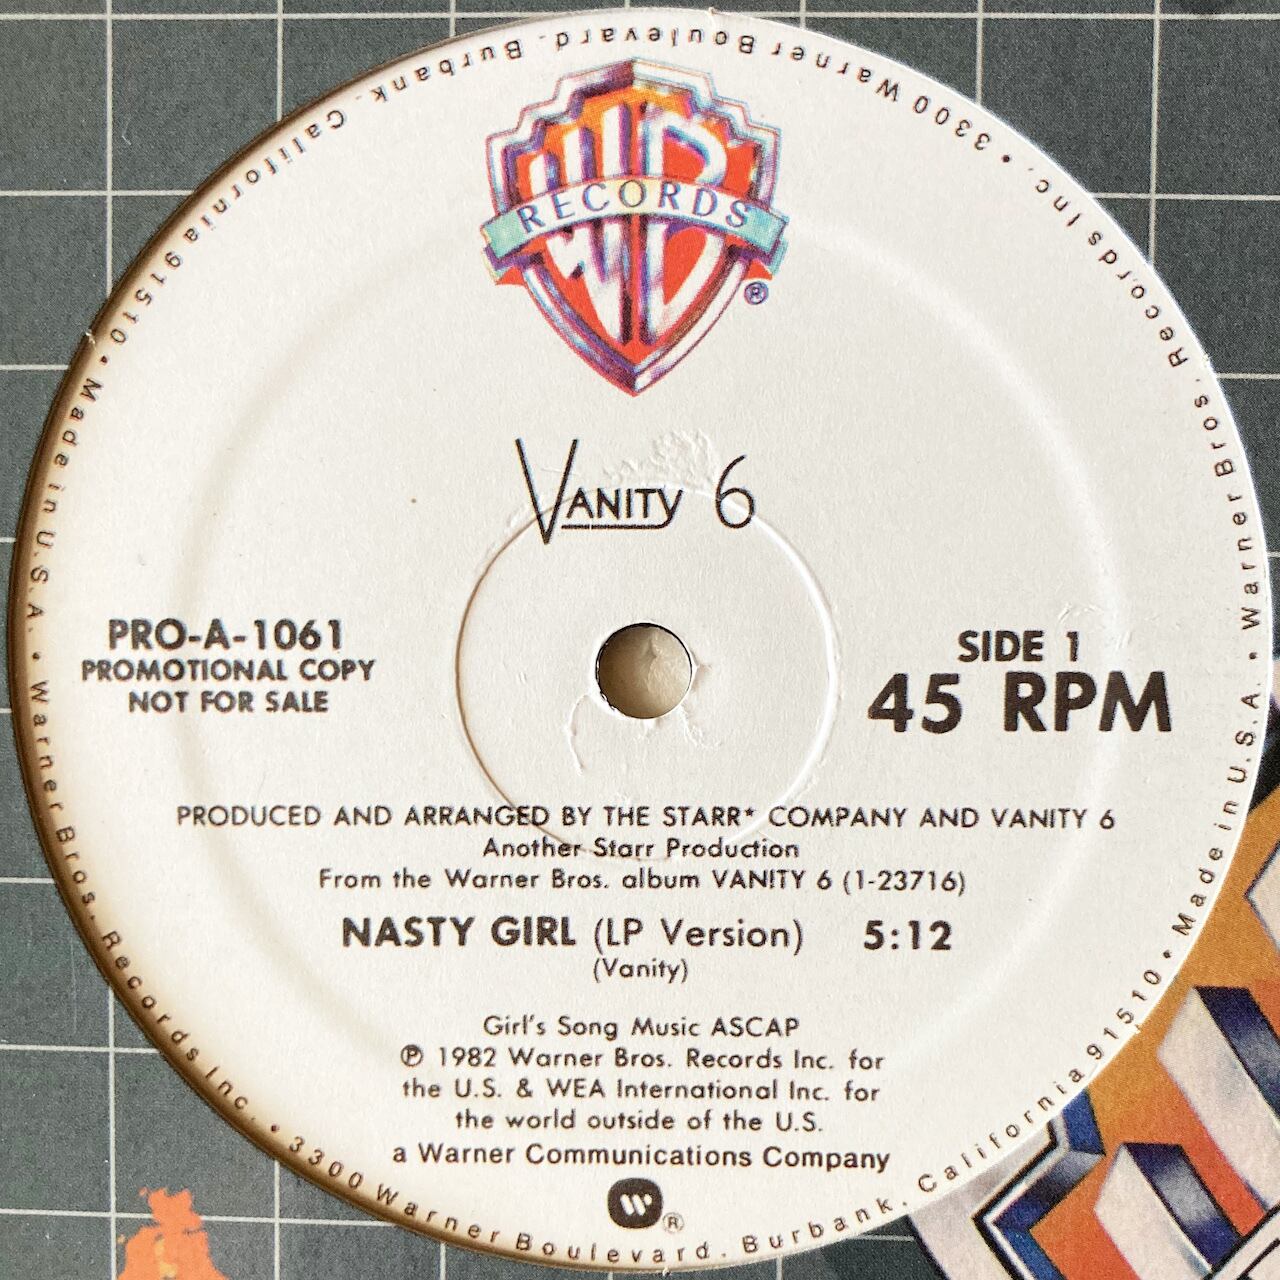 WB
RECORDS
®
VANITY 6
PRO-A-1061
PROMOTIONAL COPY
NOT FOR SALE
SIDE 1
45 RPM
PRODUCED AND ARRANGED BY THE STARR★ COMPANY AND VANITY 6
Another Starr Production
From the Warner Bros. album VANITY 6 (1-23716)
NASTY GIRL (LP Version) 5:12
(Vanity)
Girl's Song Music ASCAP
℗ 1982 Warner Bros. Records Inc. for
the U.S. & WEA International Inc. for
the world outside of the U.S.
a Warner Communications Company
®
Made in U.S.A. • Warner Bros. Records Inc. • 3300 Warner Boulevard. Burbank. California 91510 • Made in U.S.A. • Warner Bros. Records Inc. • 3300 Warner Boulevard. Burbank. California 91510 •